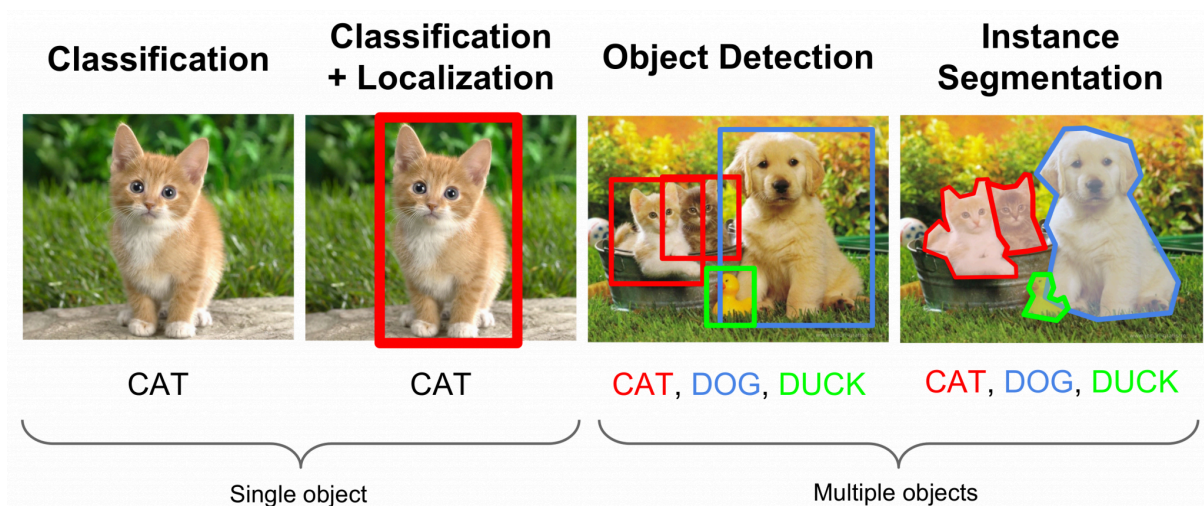 Classification
Classification
+ Localization
Object Detection
Instance
Segmentation
CAT
CAT
CAT, DOG, DUCK
CAT, DOG, DUCK
Single object
Multiple objects